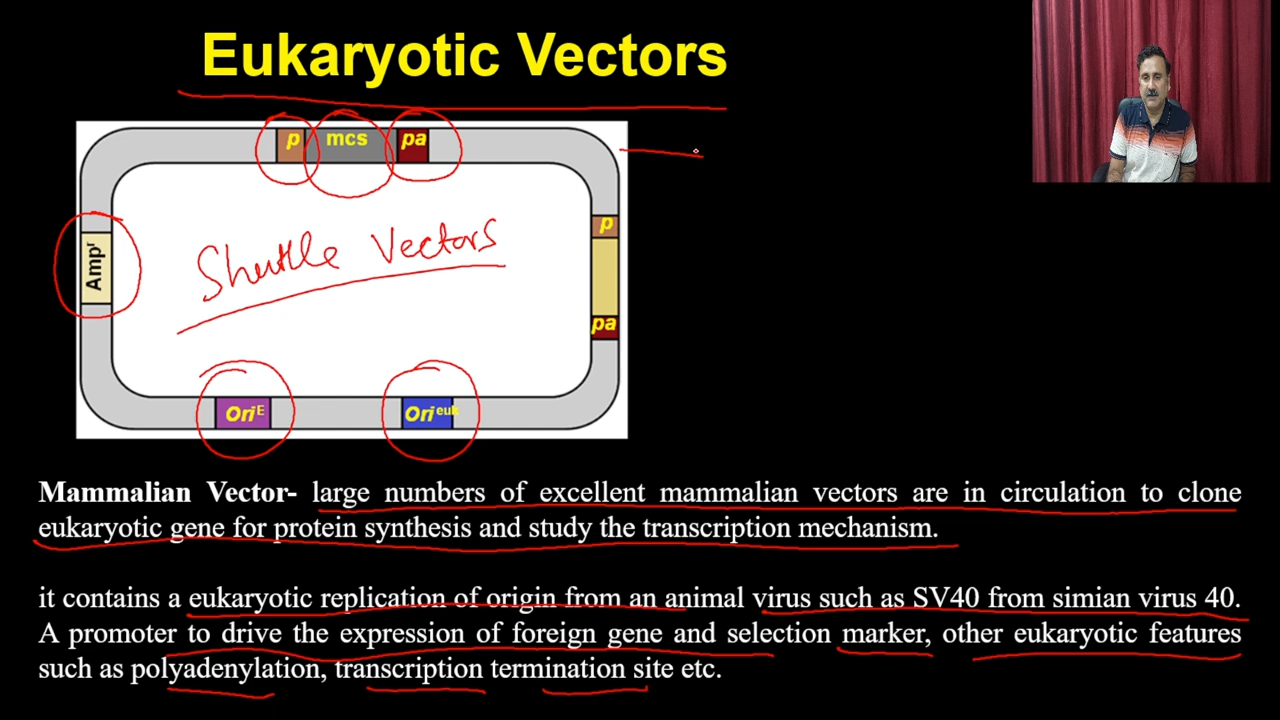 Eukaryotic Vectors
p mcs pa
p
Ampʳ
Shuttle Vectors
pa
Oriᴱ Ori ᵉᵘᵏ
Mammalian Vector- large numbers of excellent mammalian vectors are in circulation to clone
eukaryotic gene for protein synthesis and study the transcription mechanism.
it contains a eukaryotic replication of origin from an animal virus such as SV40 from simian virus 40.
A promoter to drive the expression of foreign gene and selection marker, other eukaryotic features
such as polyadenylation, transcription termination site etc.